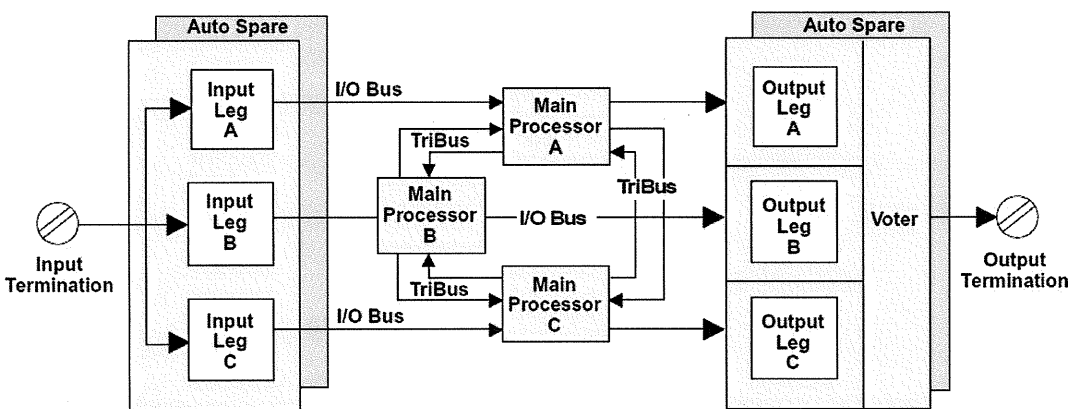 Auto Spare
Input
Leg
A
Input
Leg
B
Input
Leg
C
Input
Termination
I/O Bus
TriBus
Main
Processor
A
Main
Processor
B
I/O Bus
TriBus
TriBus
Main
Processor
C
I/O Bus
Auto Spare
Output
Leg
A
Output
Leg
B
Output
Leg
C
Voter
Output
Termination